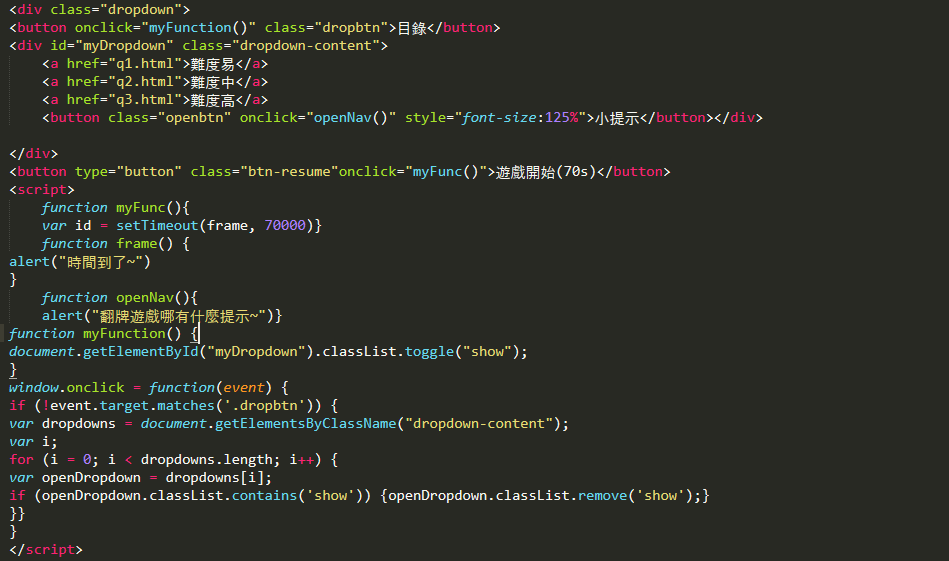 <div class="dropdown">
<button onclick="myFunction()" class="dropbtn">目錄</button>
<div id="myDropdown" class="dropdown-content">
    <a href="q1.html">難度易</a>
    <a href="q2.html">難度中</a>
    <a href="q3.html">難度高</a>
    <button class="openbtn" onclick="openNav()" style="font-size:125%">小提示</button></div>

</div>
<button type="button" class="btn-resume"onclick="myFunc()">遊戲開始(70s)</button>
<script>
    function myFunc(){
    var id = setTimeout(frame, 70000)}
    function frame() {
alert("時間到了~")
}
    function openNav(){
    alert("翻牌遊戲哪有什麼提示~")}
function myFunction() {
document.getElementById("myDropdown").classList.toggle("show");
}
window.onclick = function(event) {
if (!event.target.matches('.dropbtn')) {
var dropdowns = document.getElementsByClassName("dropdown-content");
var i;
for (i = 0; i < dropdowns.length; i++) {
var openDropdown = dropdowns[i];
if (openDropdown.classList.contains('show')) {openDropdown.classList.remove('show');}
}}
}
</script>